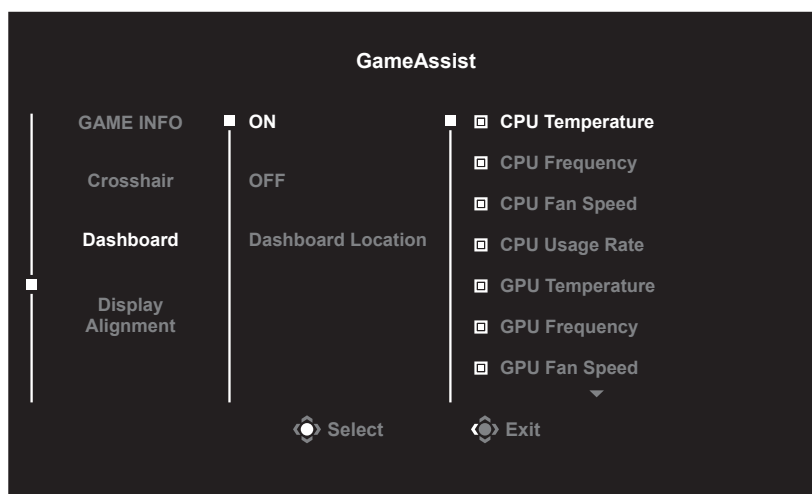 GameAssist
GAME INFO
Crosshair
Dashboard
Display
Alignment
ON
OFF
Dashboard Location
CPU Temperature
CPU Frequency
CPU Fan Speed
CPU Usage Rate
GPU Temperature
GPU Frequency
GPU Fan Speed
Select
Exit